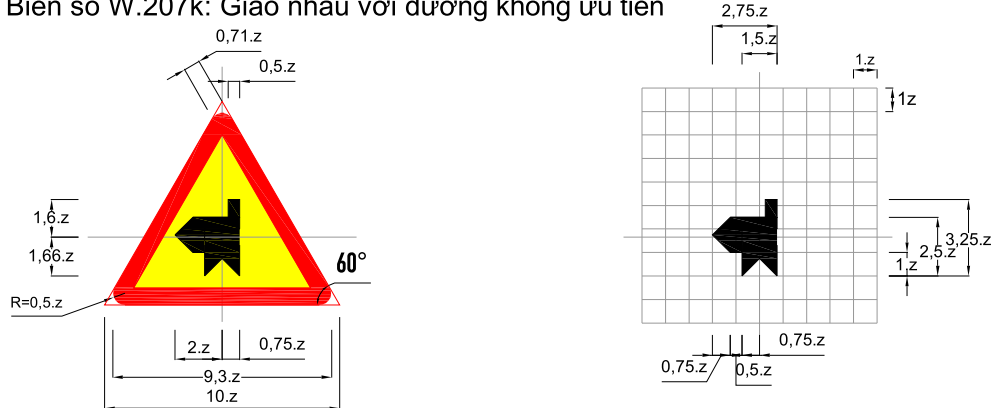 Biển số W.207k: Giao nhau với đường không ưu tiên
0,71.z
0,5.z
1,6.z
1,66.z
60°
R=0,5.z
2.z
0,75.z
9,3.z
10.z
2,75.z
1,5.z
1.z
1z
3,25.z
2,5.z
1.z
0,75.z
0,75.z
0,5.z